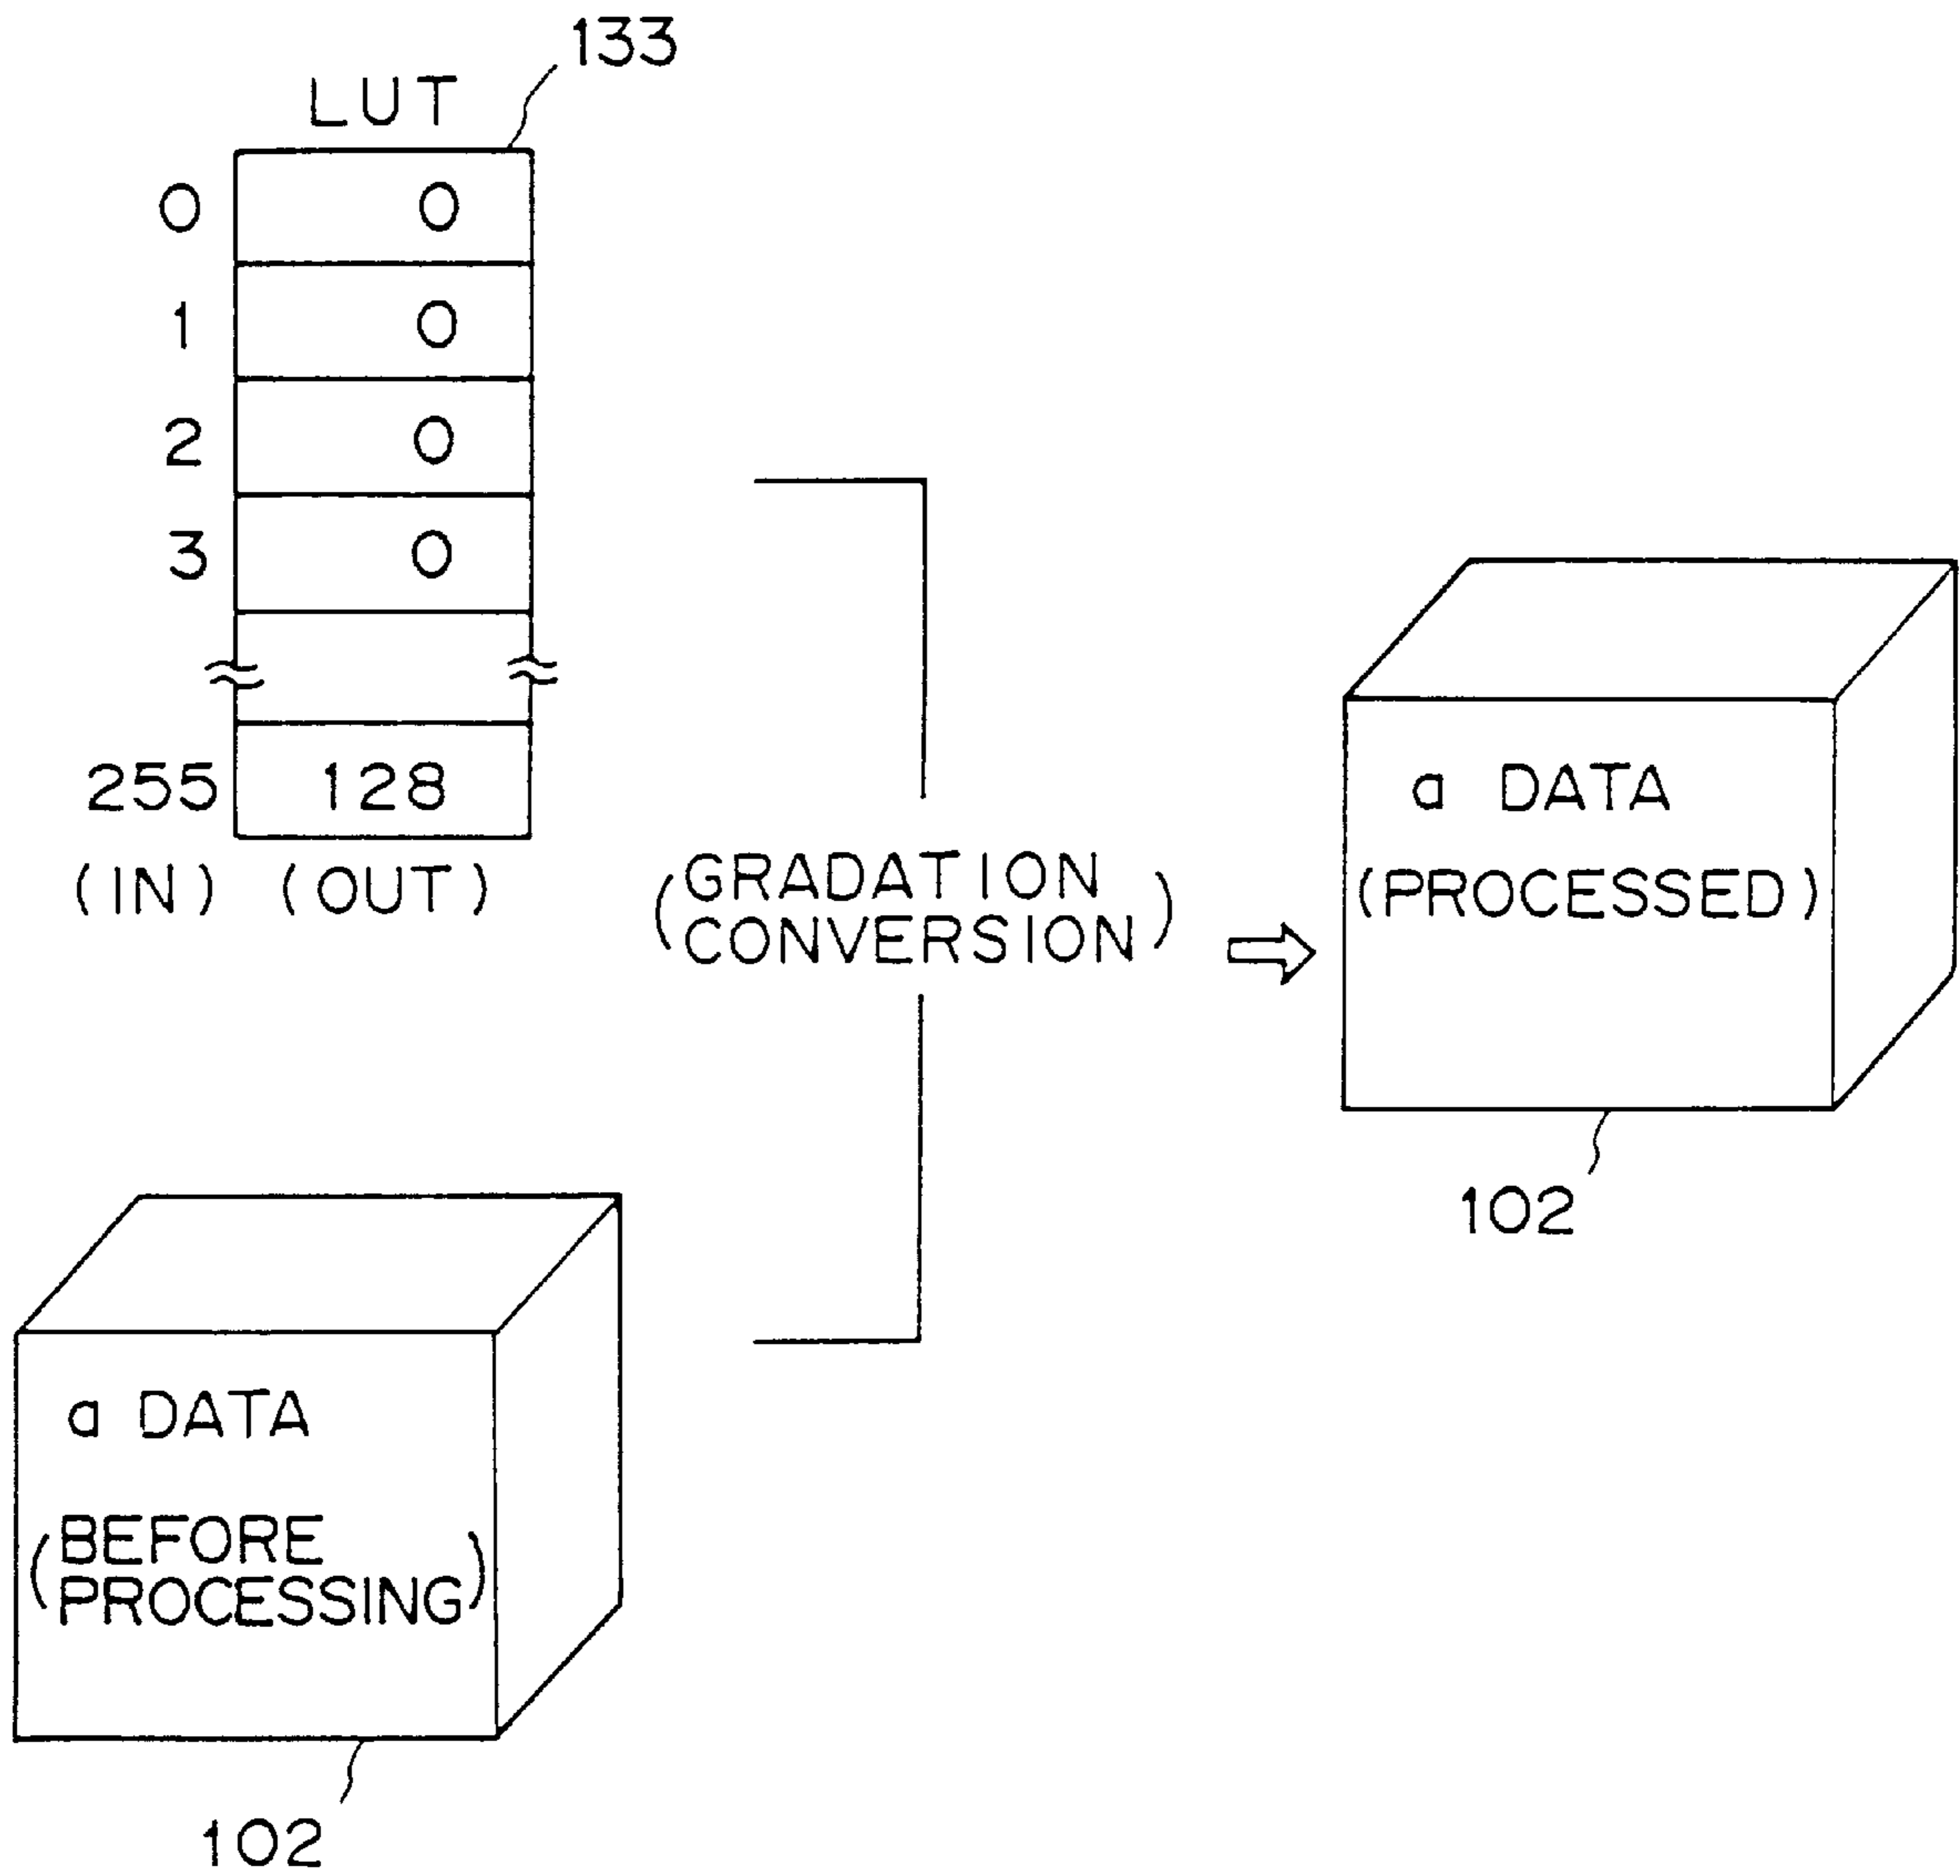 133
LUT
0 0
1 0
2 0
3 0
255 128
(IN) (OUT)
(GRADATION
CONVERSION)
a DATA
(PROCESSED)
102
a DATA
(BEFORE
PROCESSING)
102